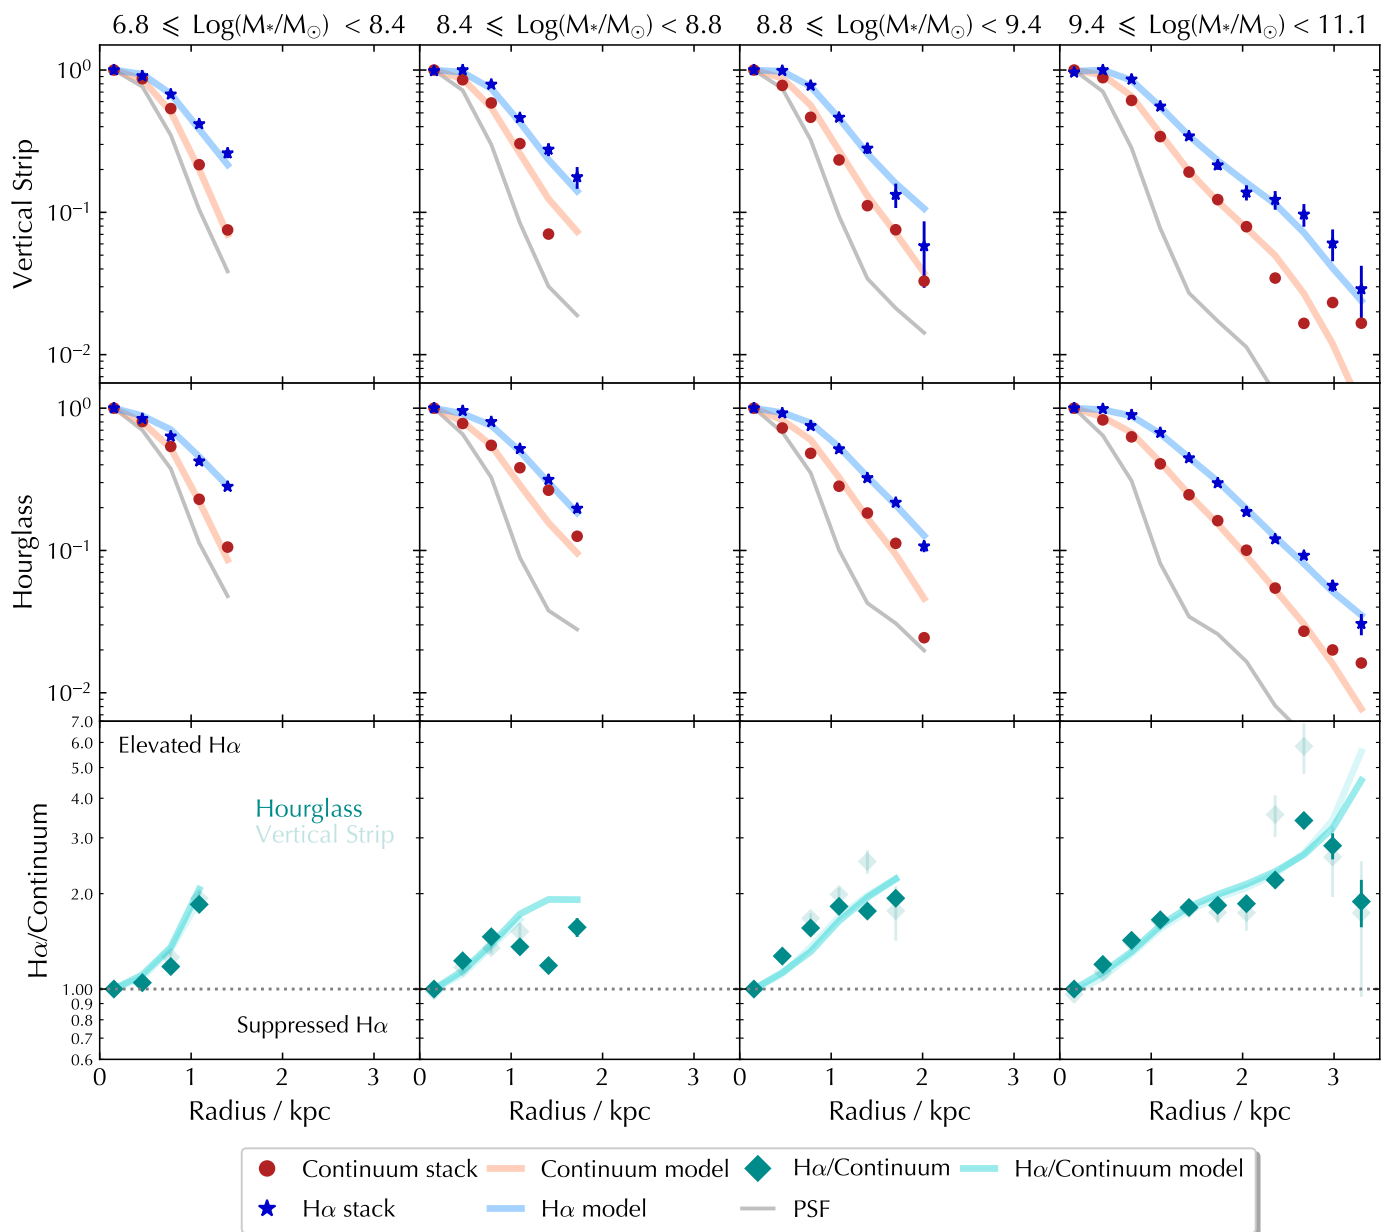 6.8 ⩽ Log(M*/M⊙) < 8.4
8.4 ⩽ Log(M*/M⊙) < 8.8
8.8 ⩽ Log(M*/M⊙) < 9.4
9.4 ⩽ Log(M*/M⊙) < 11.1
Vertical Strip
10⁰
10⁻¹
10⁻²
Hourglass
10⁰
10⁻¹
10⁻²
Hα/Continuum
7.0
6.0
5.0
4.0
3.0
2.0
1.00
0.9
0.8
0.7
0.6
Elevated Hα
Hourglass
Vertical Strip
Suppressed Hα
0 1 2 3
0 1 2 3
0 1 2 3
0 1 2 3
Radius / kpc
Radius / kpc
Radius / kpc
Radius / kpc
Continuum stack
Continuum model
Hα/Continuum
Hα/Continuum model
Hα stack
Hα model
PSF